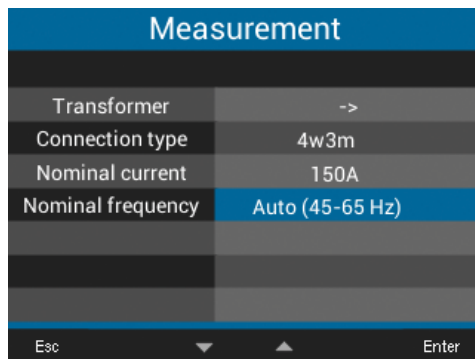 Measurement
Transformer ->
Connection type 4w3m
Nominal current 150A
Nominal frequency Auto (45-65 Hz)
Esc Enter